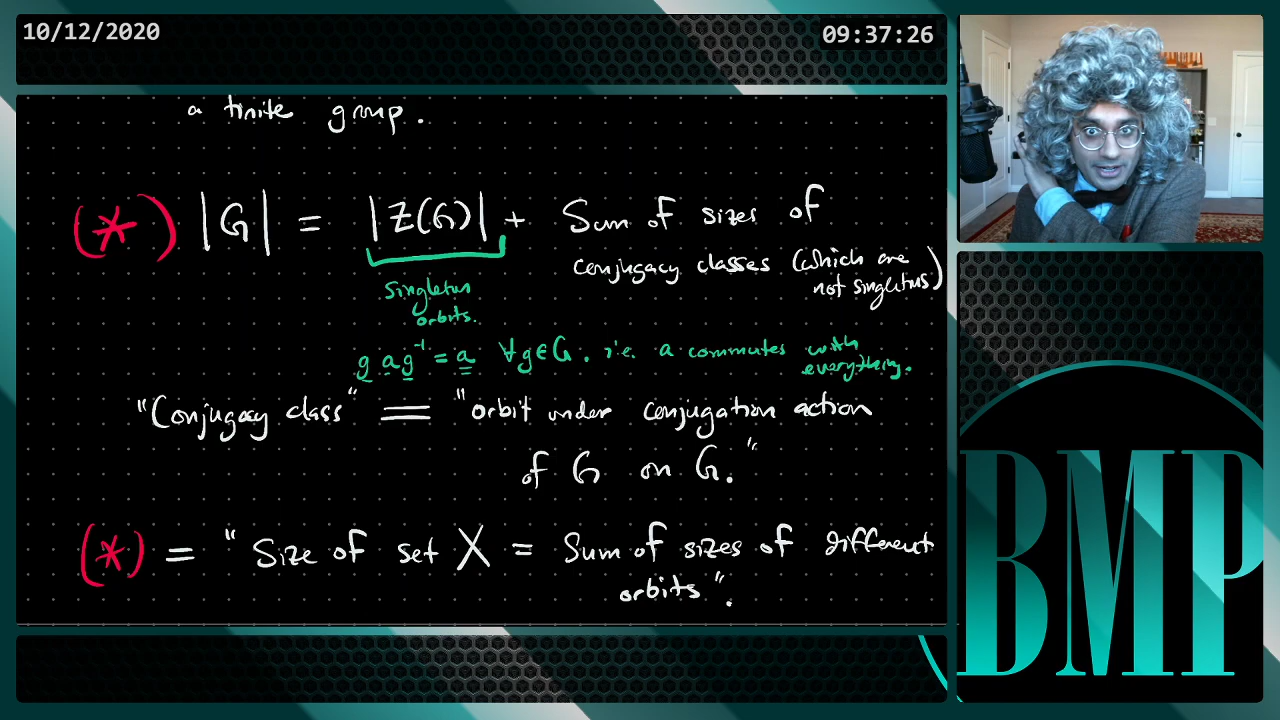 10/12/2020
09:37:26
a finite group.
(*) |G| = |Z(G)| + Sum of sizes of
conjugacy classes (which are
not singletons)
Singleton
orbits.
g a g⁻¹ = a ∀g∈G. i.e. a commutes with
everything.
"Conjugacy class" = "orbit under conjugation action
of G on G."
(*) = "Size of set X = Sum of sizes of different
orbits".
BMP